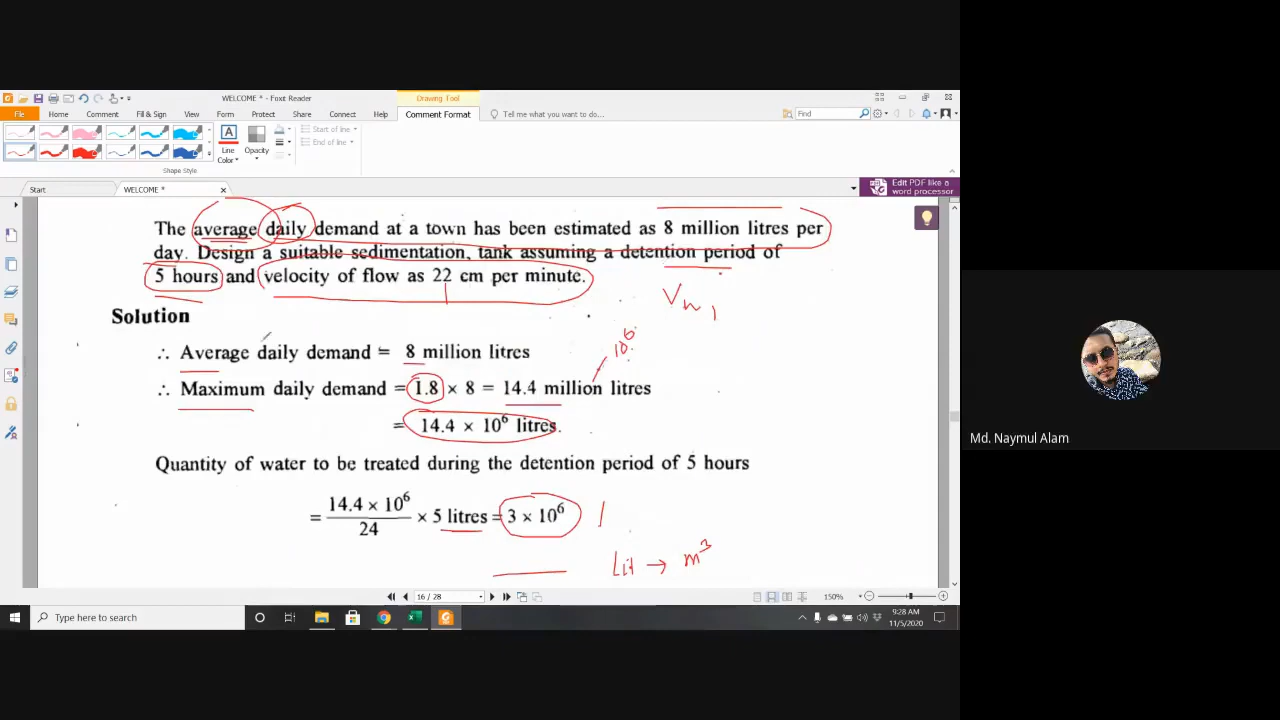 WELCOME * - Foxit Reader
Drawing Tool
File Home Comment Fill & Sign View Form Protect Share Connect Help Comment Format Tell me what you want to do... Find
Line Color Opacity Start of line End of line
Shape Style
Start WELCOME * Edit PDF like a word processor
The average daily demand at a town has been estimated as 8 million litres per
day. Design a suitable sedimentation, tank assuming a detention period of
5 hours and velocity of flow as 22 cm per minute.
Solution
∴ Average daily demand = 8 million litres
10⁶
∴ Maximum daily demand = 1.8 × 8 = 14.4 million litres
= 14.4 × 10⁶ litres.
Quantity of water to be treated during the detention period of 5 hours
= 14.4 × 10⁶ / 24 × 5 litres = 3 × 10⁶ l
Lit → m³
16 / 28 150%
Type here to search
9:28 AM
11/5/2020
Md. Naymul Alam